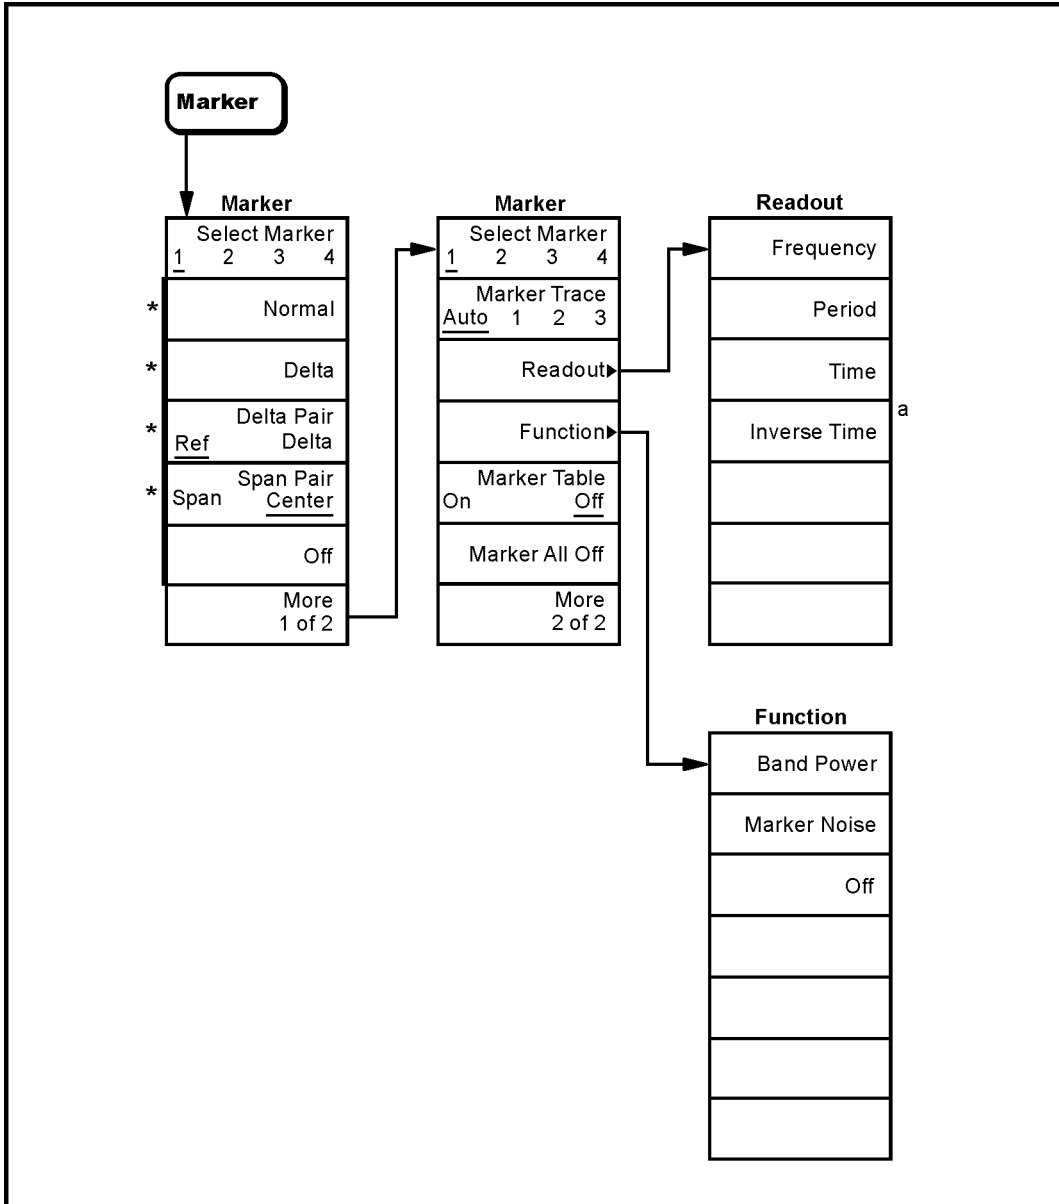 Marker
Marker
Select Marker
1 2 3 4
* Normal
* Delta
* Delta Pair
Ref Delta
* Span Pair
Span Center
Off
More
1 of 2
Marker
Select Marker
1 2 3 4
Marker Trace
Auto 1 2 3
Readout
Function
Marker Table
On Off
Marker All Off
More
2 of 2
Readout
Frequency
Period
Time
Inverse Time
a
Function
Band Power
Marker Noise
Off